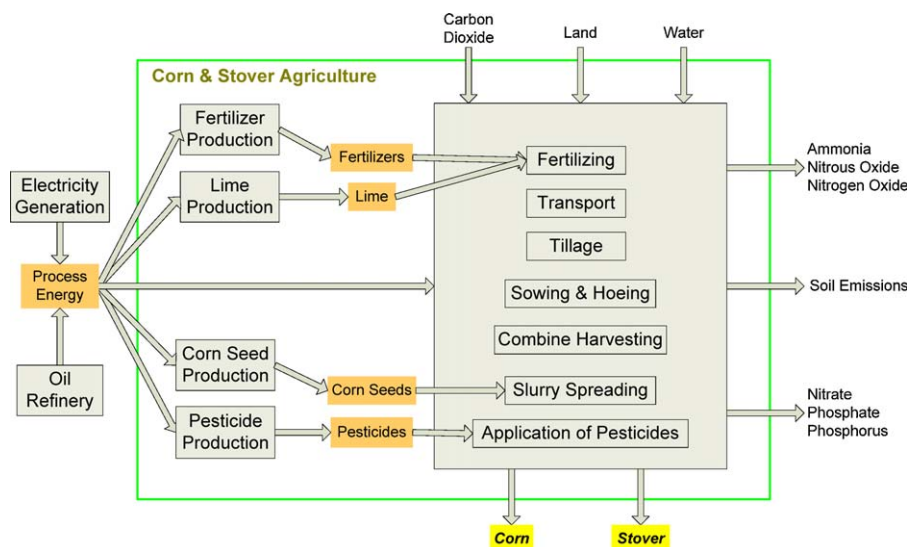 Carbon
Dioxide
Land
Water
Corn & Stover Agriculture
Fertilizer
Production
Fertilizers
Fertilizing
Ammonia
Nitrous Oxide
Nitrogen Oxide
Electricity
Generation
Lime
Production
Lime
Transport
Tillage
Process
Energy
Sowing & Hoeing
Soil Emissions
Combine Harvesting
Oil
Refinery
Corn Seed
Production
Corn Seeds
Slurry Spreading
Nitrate
Phosphate
Phosphorus
Pesticide
Production
Pesticides
Application of Pesticides
Corn
Stover